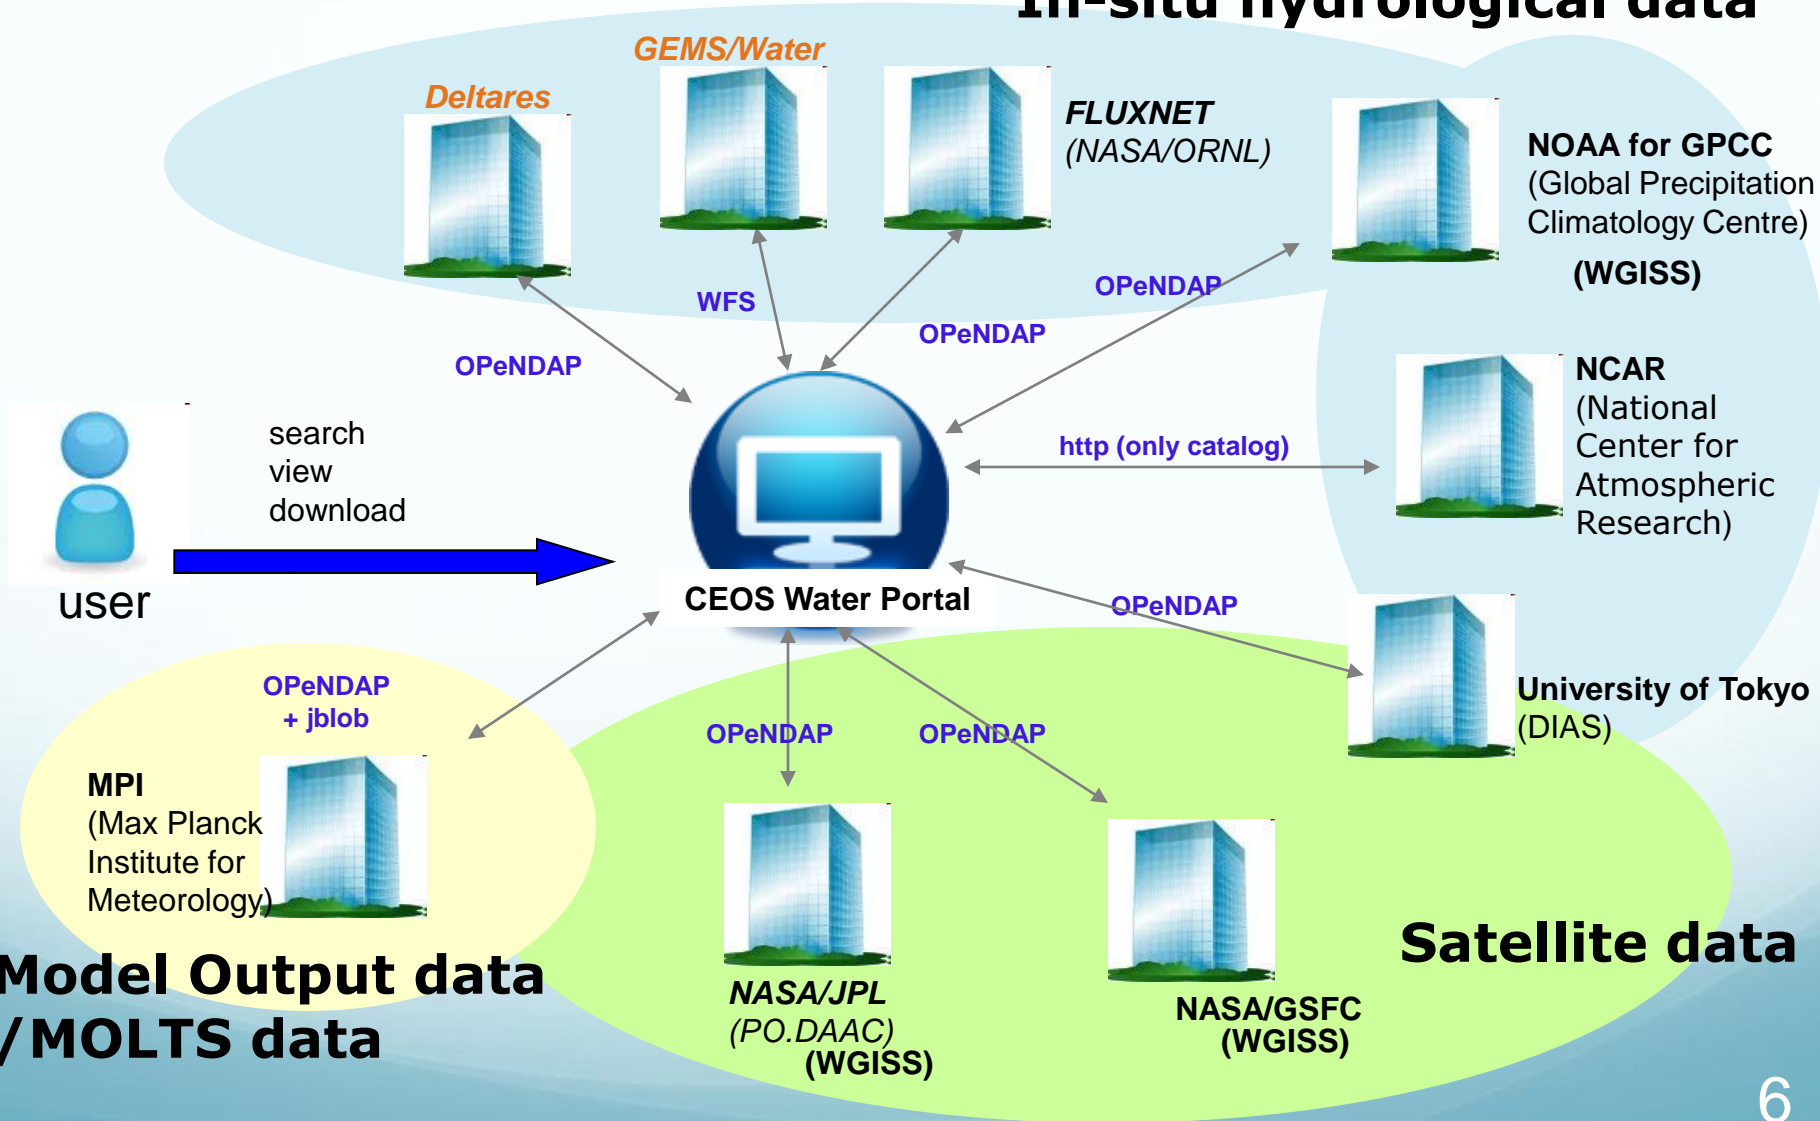 In-situ hydrological data
GEMS/Water
Deltares
FLUXNET
(NASA/ORNL)
NOAA for GPCC
(Global Precipitation
Climatology Centre)
(WGISS)
WFS
OPeNDAP
OPeNDAP
OPeNDAP
NCAR
(National
Center for
Atmospheric
Research)
http (only catalog)
search
view
download
user
CEOS Water Portal
OPeNDAP
University of Tokyo
(DIAS)
OPeNDAP
+ jblob
OPeNDAP
OPeNDAP
MPI
(Max Planck
Institute for
Meteorology)
Model Output data
/MOLTS data
Satellite data
NASA/JPL
(PO.DAAC)
(WGISS)
NASA/GSFC
(WGISS)
6